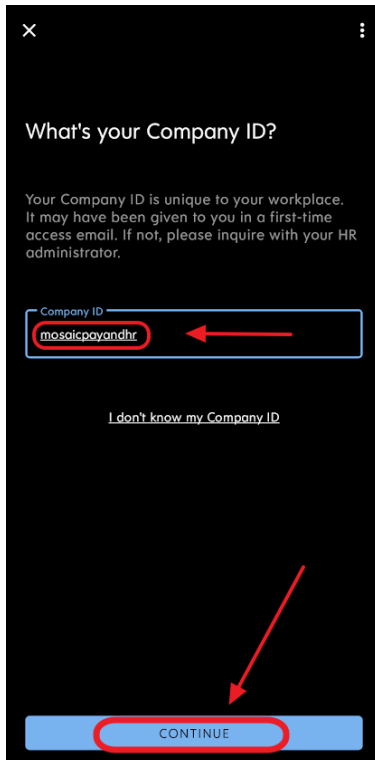 What's your Company ID?
Your Company ID is unique to your workplace.
It may have been given to you in a first-time
access email. If not, please inquire with your HR
administrator.
Company ID
mosaicpayandhr
I don't know my Company ID
CONTINUE